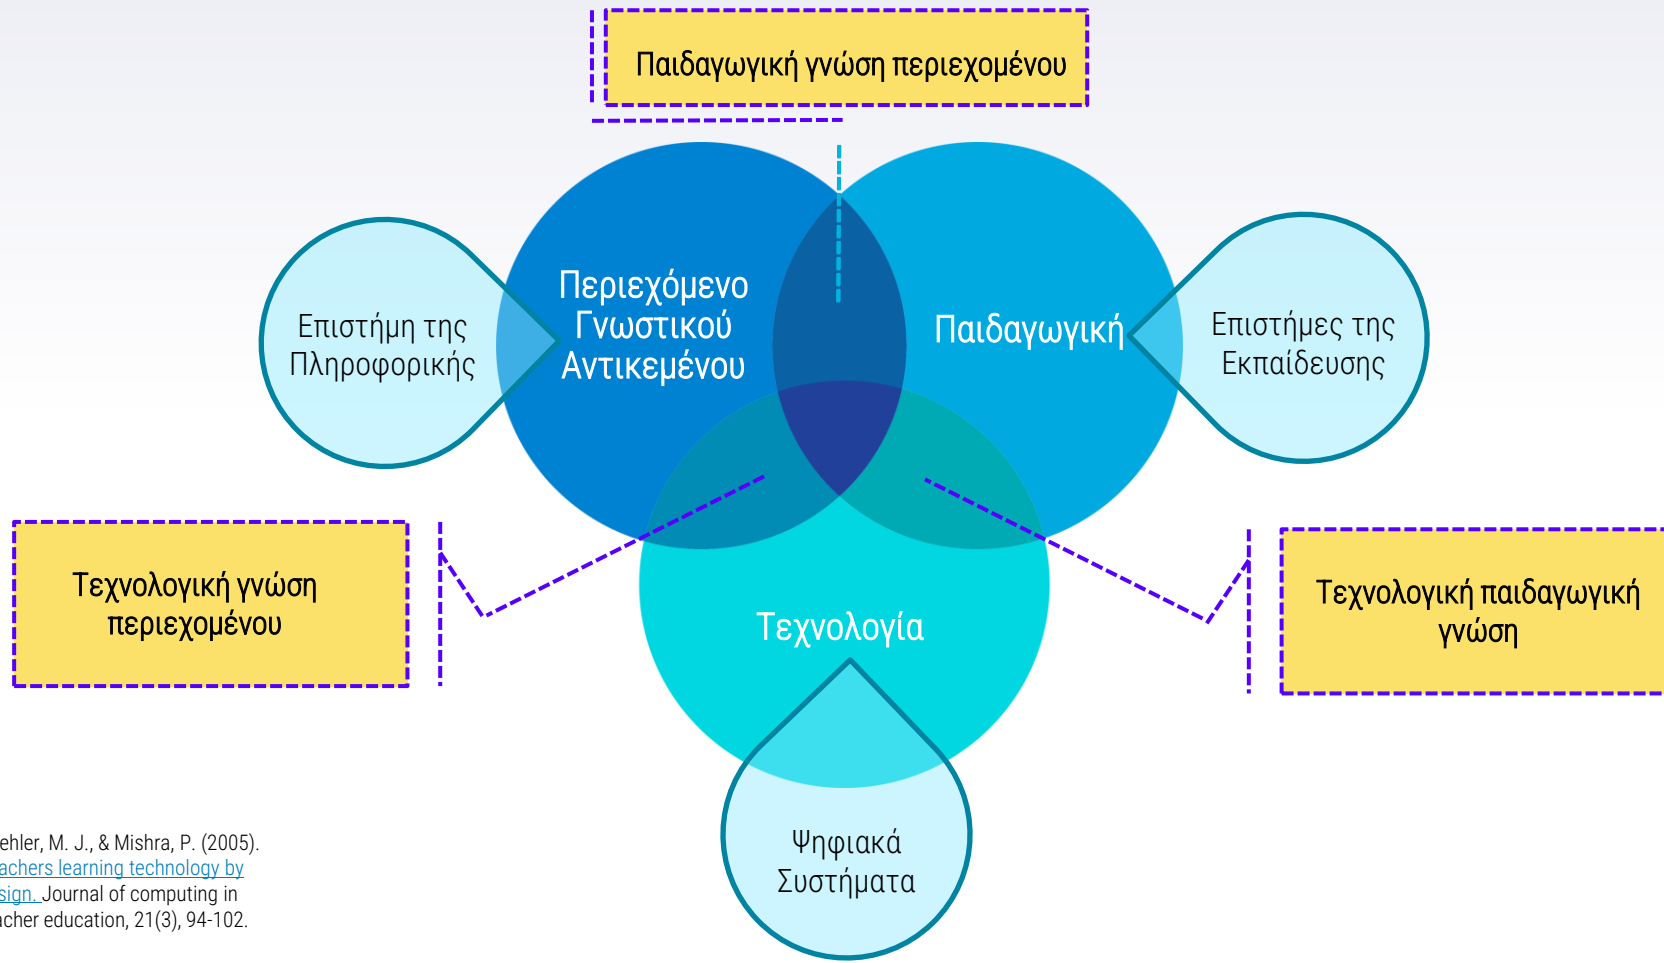 Παιδαγωγική γνώση περιεχομένου
Περιεχόμενο
Γνωστικού
Αντικεμένου
Παιδαγωγική
Επιστήμη της
Πληροφορικής
Επιστήμες της
Εκπαίδευσης
Τεχνολογική γνώση
περιεχομένου
Τεχνολογική παιδαγωγική
γνώση
Τεχνολογία
Ψηφιακά
Συστήματα
ehler, M. J., & Mishra, P. (2005).
achers learning technology by
sign. Journal of computing in
acher education, 21(3), 94-102.